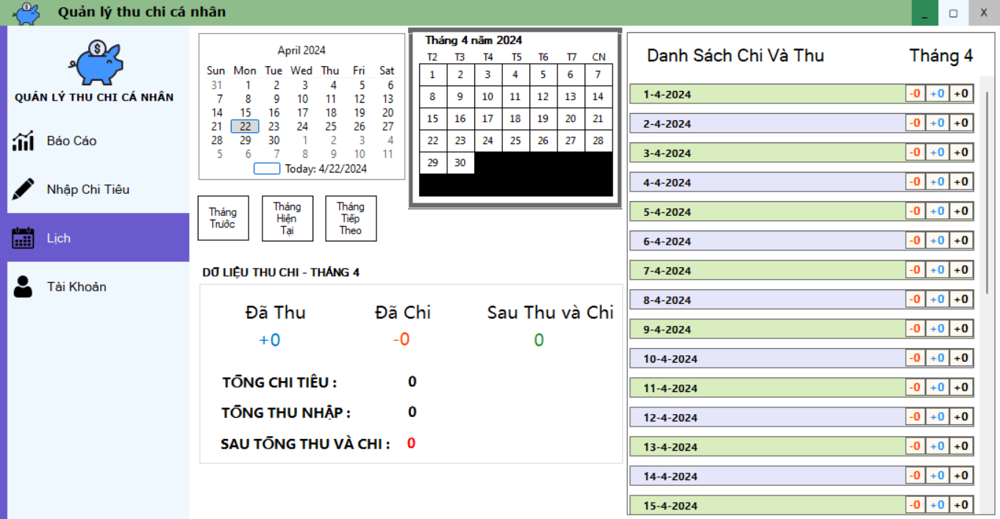 Quản lý thu chi cá nhân
_ □ X
QUẢN LÝ THU CHI CÁ NHÂN
Báo Cáo
Nhập Chi Tiêu
Lịch
Tài Khoản
April 2024
Sun Mon Tue Wed Thu Fri Sat
31 1 2 3 4 5 6
7 8 9 10 11 12 13
14 15 16 17 18 19 20
21 22 23 24 25 26 27
28 29 30 1 2 3 4
5 6 7 8 9 10 11
Today: 4/22/2024
Tháng 4 năm 2024
T2 T3 T4 T5 T6 T7 CN
1 2 3 4 5 6 7
8 9 10 11 12 13 14
15 16 17 18 19 20 21
22 23 24 25 26 27 28
29 30
Tháng
Trước
Tháng
Hiện
Tại
Tháng
Tiếp
Theo
DỮ LIỆU THU CHI - THÁNG 4
Đã Thu Đã Chi Sau Thu và Chi
+0 -0 0
TỔNG CHI TIÊU : 0
TỔNG THU NHẬP : 0
SAU TỔNG THU VÀ CHI : 0
Danh Sách Chi Và Thu Tháng 4
1-4-2024 -0 +0 +0
2-4-2024 -0 +0 +0
3-4-2024 -0 +0 +0
4-4-2024 -0 +0 +0
5-4-2024 -0 +0 +0
6-4-2024 -0 +0 +0
7-4-2024 -0 +0 +0
8-4-2024 -0 +0 +0
9-4-2024 -0 +0 +0
10-4-2024 -0 +0 +0
11-4-2024 -0 +0 +0
12-4-2024 -0 +0 +0
13-4-2024 -0 +0 +0
14-4-2024 -0 +0 +0
15-4-2024 -0 +0 +0